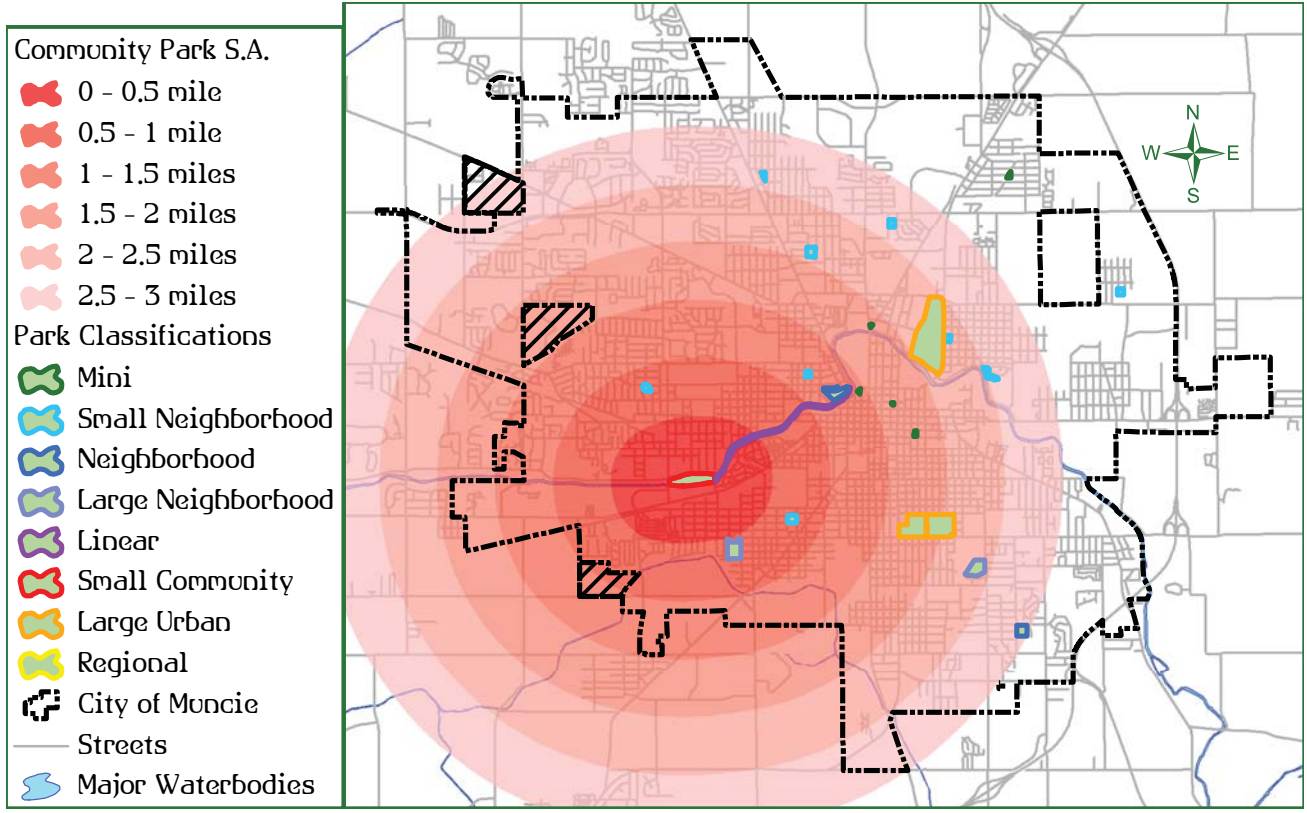 Community Park S.A.
0 - 0.5 mile
0.5 - 1 mile
1 - 1.5 miles
1.5 - 2 miles
2 - 2.5 miles
2.5 - 3 miles
Park Classifications
Mini
Small Neighborhood
Neighborhood
Large Neighborhood
Linear
Small Community
Large Urban
Regional
City of Muncie
Streets
Major Waterbodies
N
W E
S